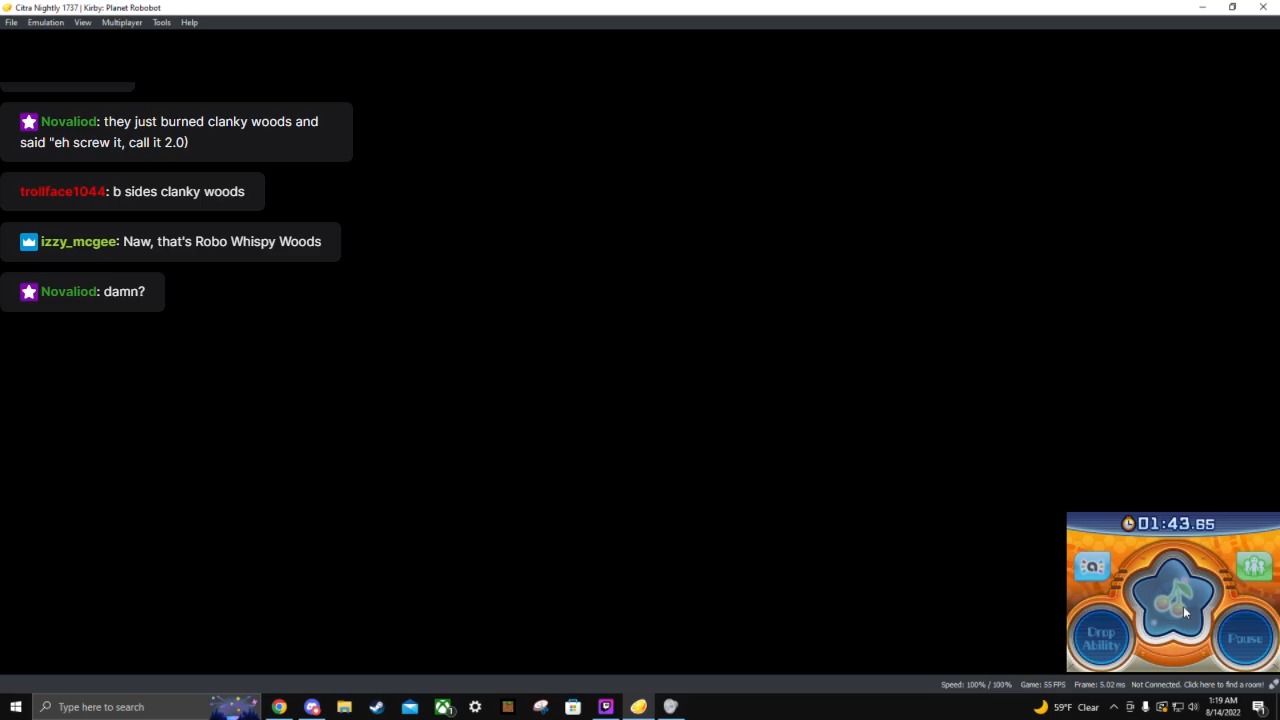 Citra Nightly 1737 | Kirby: Planet Robobot
File Emulation View Multiplayer Tools Help
Novaliod: they just burned clanky woods and
said "eh screw it, call it 2.0)
trollface1044: b sides clanky woods
izzy_mcgee: Naw, that's Robo Whispy Woods
Novaliod: damn?
01:43.65
a
Drop
Ability
Pause
Speed: 100% / 100% Game: 55 FPS Frame: 5.02 ms Not Connected. Click here to find a room!
Type here to search
1
59°F Clear
1:19 AM
8/14/2022
1